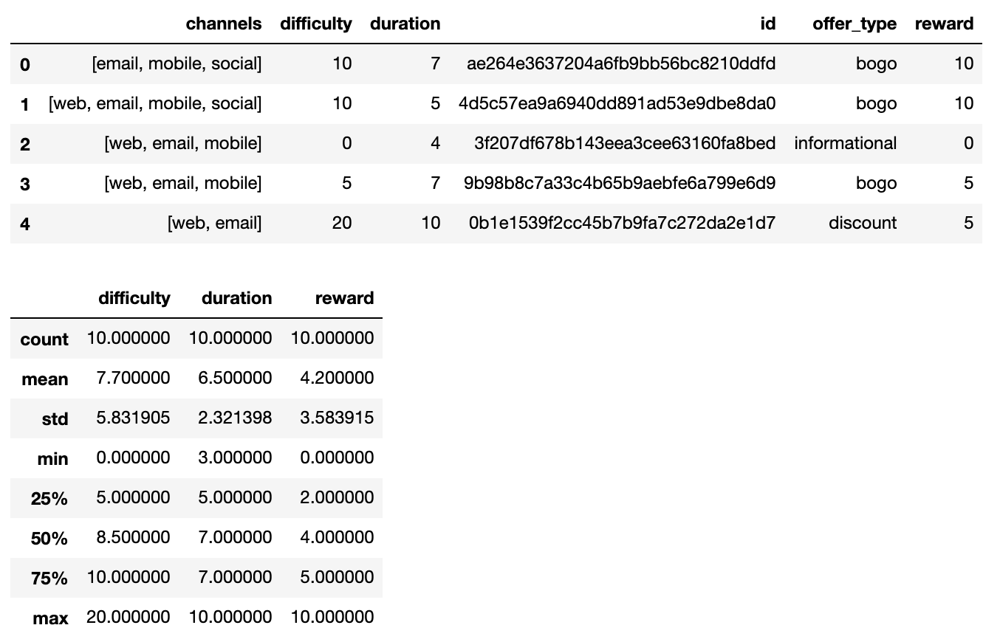 channels difficulty duration id offer_type reward
0 [email, mobile, social] 10 7 ae264e3637204a6fb9bb56bc8210ddfd bogo 10
1 [web, email, mobile, social] 10 5 4d5c57ea9a6940dd891ad53e9dbe8da0 bogo 10
2 [web, email, mobile] 0 4 3f207df678b143eea3cee63160fa8bed informational 0
3 [web, email, mobile] 5 7 9b98b8c7a33c4b65b9aebfe6a799e6d9 bogo 5
4 [web, email] 20 10 0b1e1539f2cc45b7b9fa7c272da2e1d7 discount 5
difficulty duration reward
count 10.000000 10.000000 10.000000
mean 7.700000 6.500000 4.200000
std 5.831905 2.321398 3.583915
min 0.000000 3.000000 0.000000
25% 5.000000 5.000000 2.000000
50% 8.500000 7.000000 4.000000
75% 10.000000 7.000000 5.000000
max 20.000000 10.000000 10.000000